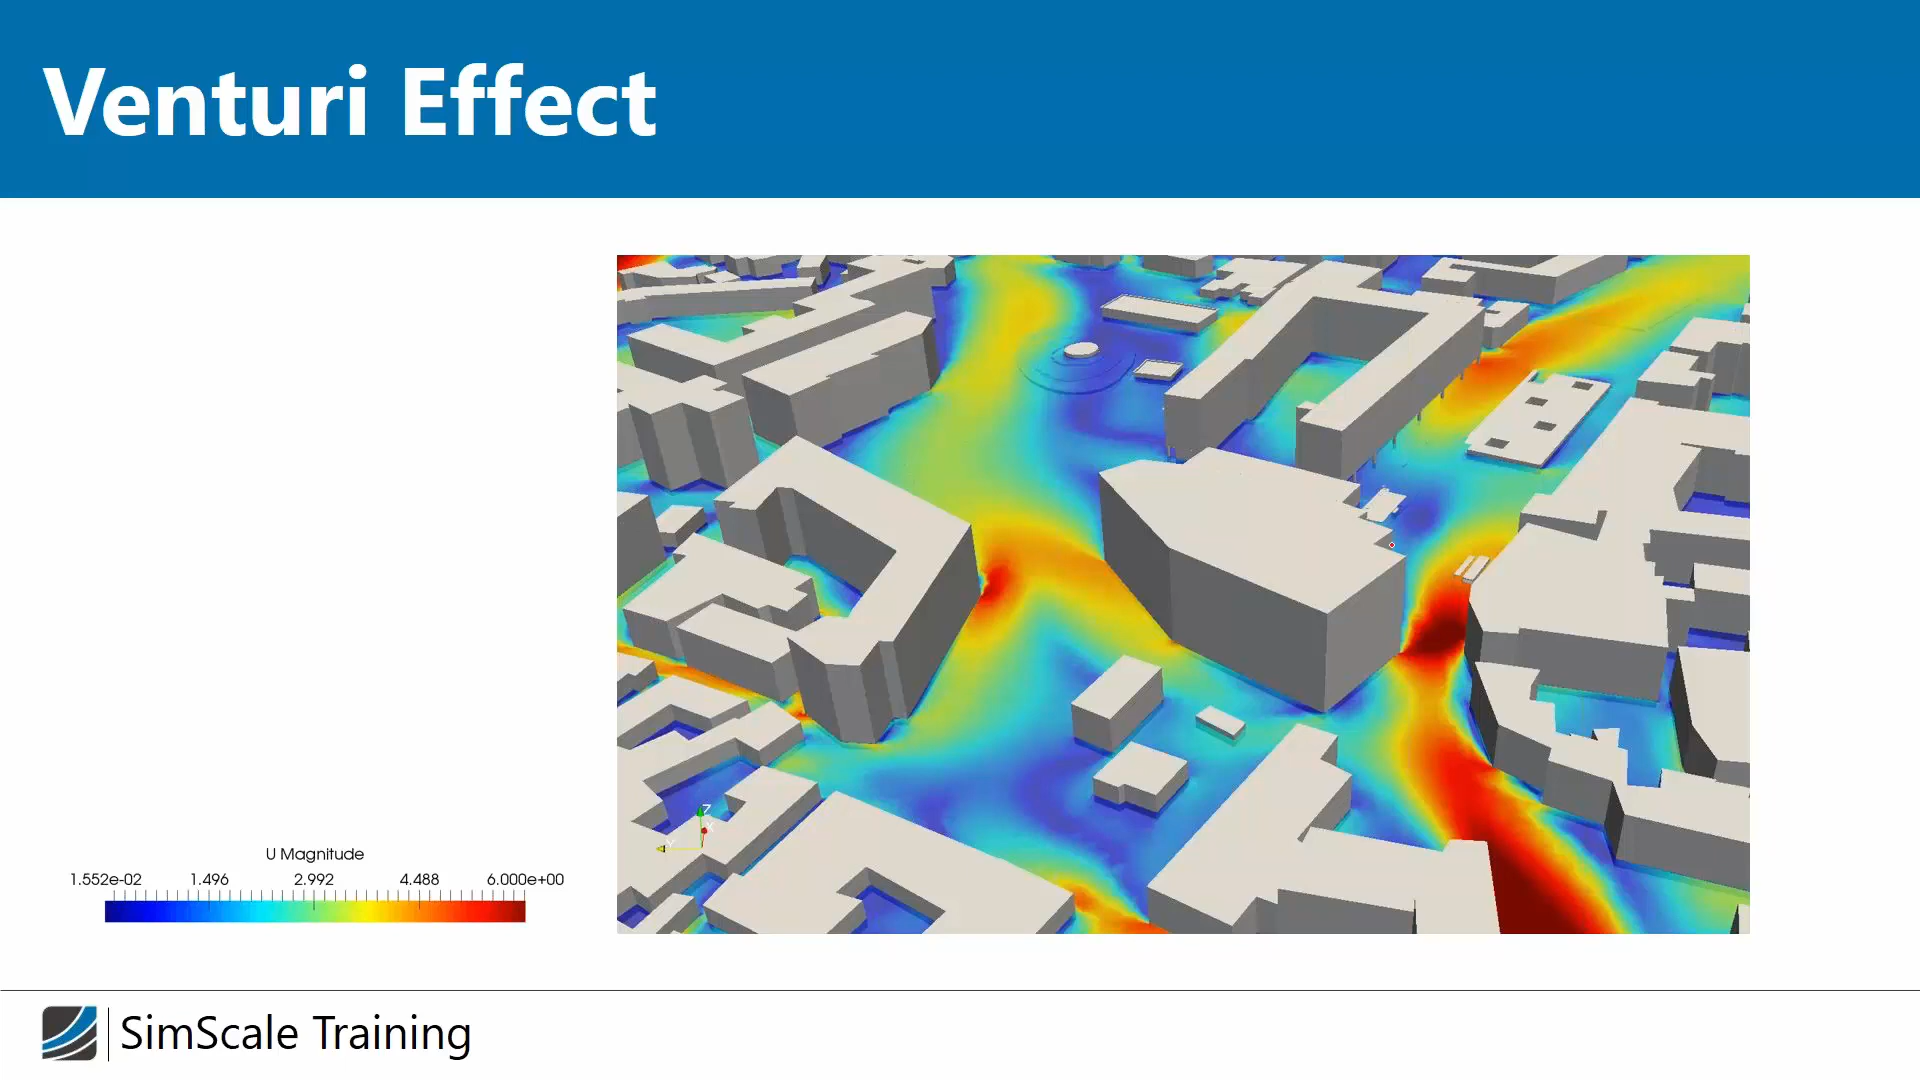 Venturi Effect
U Magnitude
1.552e-02 1.496 2.992 4.488 6.000e+00
Z
SimScale Training